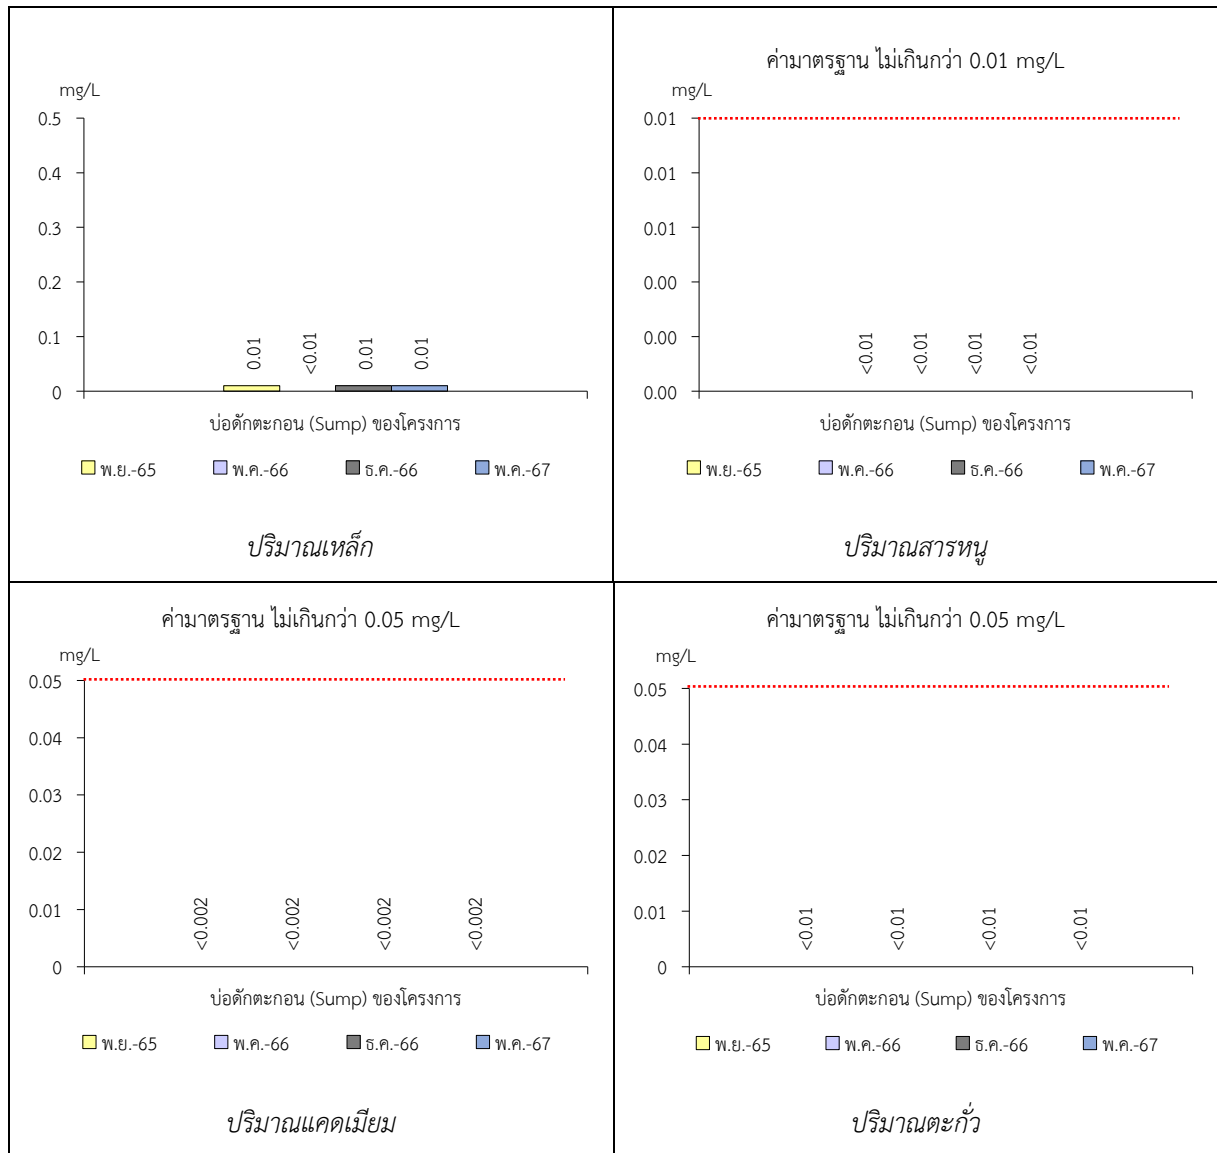 mg/L
0.5
0.4
0.3
0.2
0.1
0
0.01
<0.01
0.01
0.01
บ่อดักตะกอน (Sump) ของโครงการ
พ.ย.-65 พ.ค.-66 ธ.ค.-66 พ.ค.-67
ปริมาณเหล็ก
ค่ามาตรฐาน ไม่เกินกว่า 0.01 mg/L
mg/L
0.01
0.01
0.01
0.00
0.00
0.00
<0.01
<0.01
<0.01
<0.01
บ่อดักตะกอน (Sump) ของโครงการ
พ.ย.-65 พ.ค.-66 ธ.ค.-66 พ.ค.-67
ปริมาณสารหนู
ค่ามาตรฐาน ไม่เกินกว่า 0.05 mg/L
mg/L
0.05
0.04
0.03
0.02
0.01
0
<0.002
<0.002
<0.002
<0.002
บ่อดักตะกอน (Sump) ของโครงการ
พ.ย.-65 พ.ค.-66 ธ.ค.-66 พ.ค.-67
ปริมาณแคดเมียม
ค่ามาตรฐาน ไม่เกินกว่า 0.05 mg/L
mg/L
0.05
0.04
0.03
0.02
0.01
0
<0.01
<0.01
<0.01
<0.01
บ่อดักตะกอน (Sump) ของโครงการ
พ.ย.-65 พ.ค.-66 ธ.ค.-66 พ.ค.-67
ปริมาณตะกั่ว